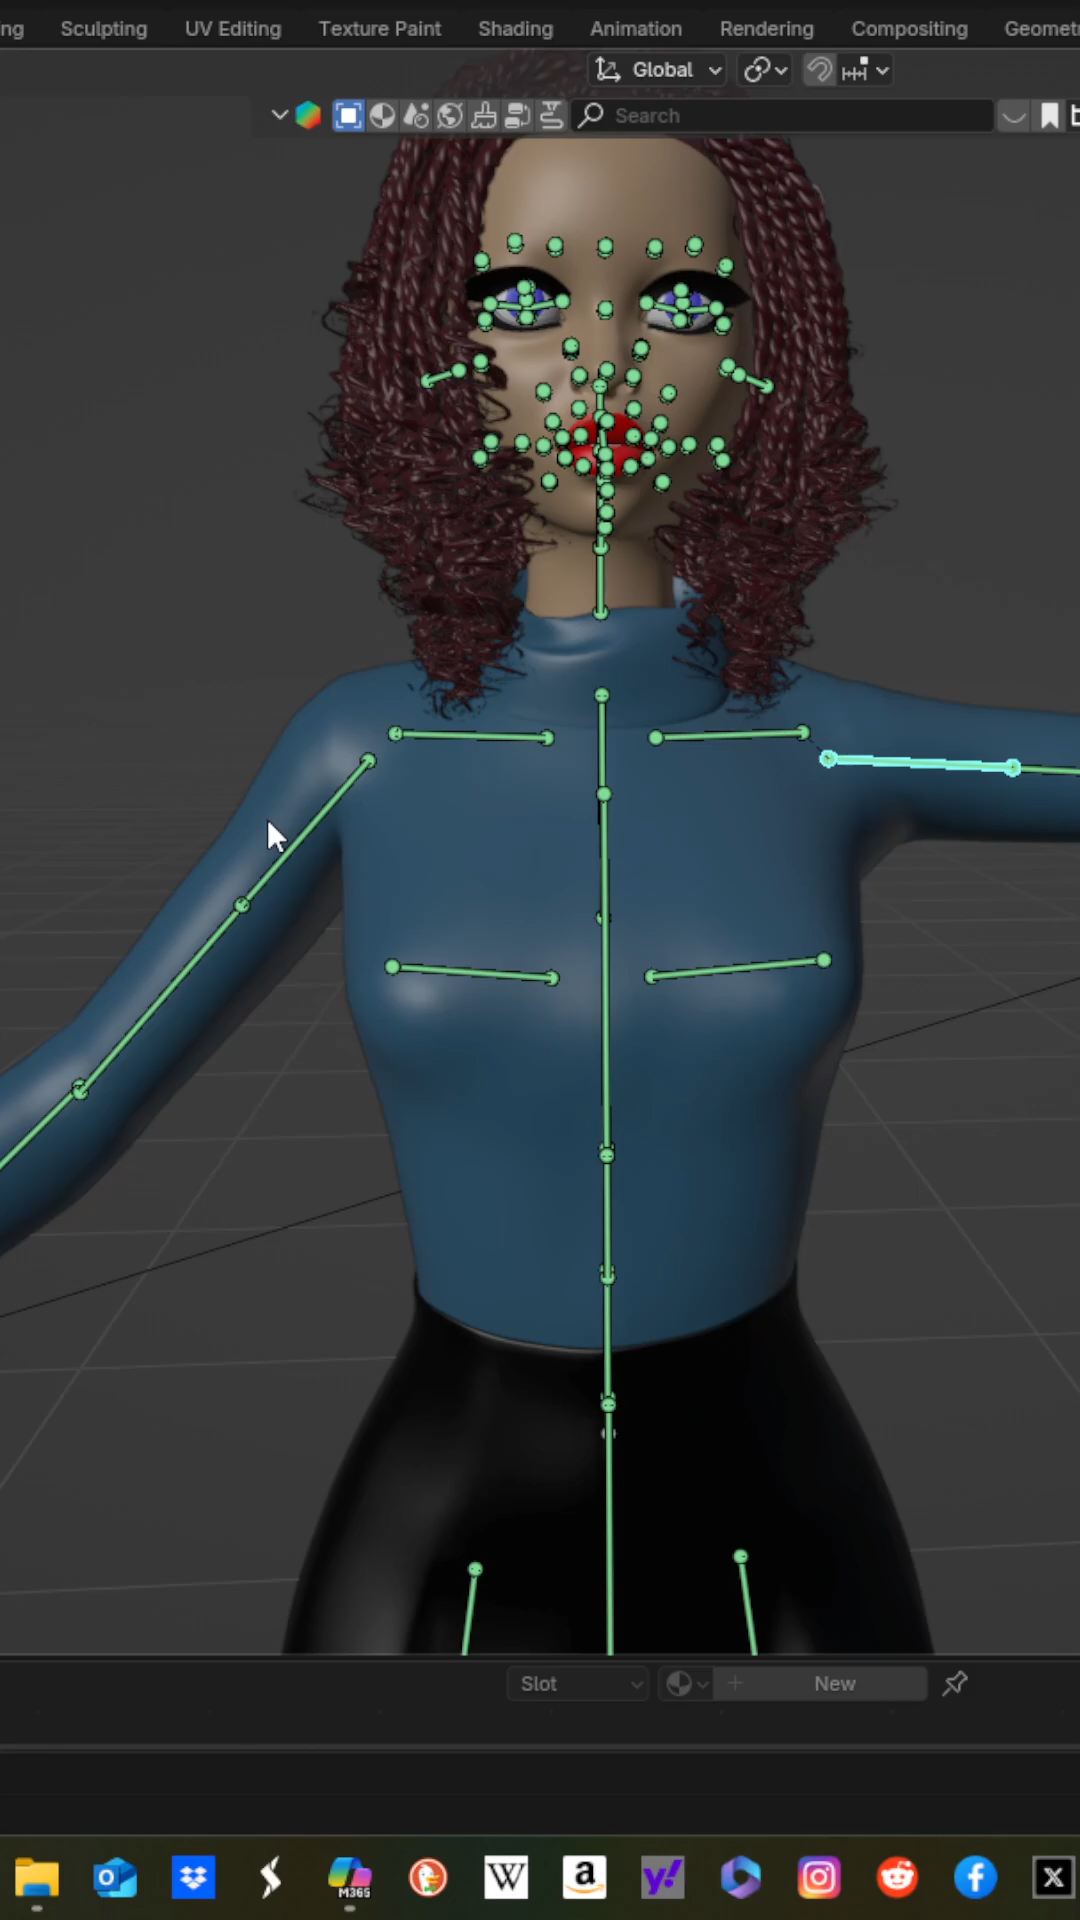 ng Sculpting UV Editing Texture Paint Shading Animation Rendering Compositing Geomet
Global
Search
Slot New
M365
W
a
y!
X